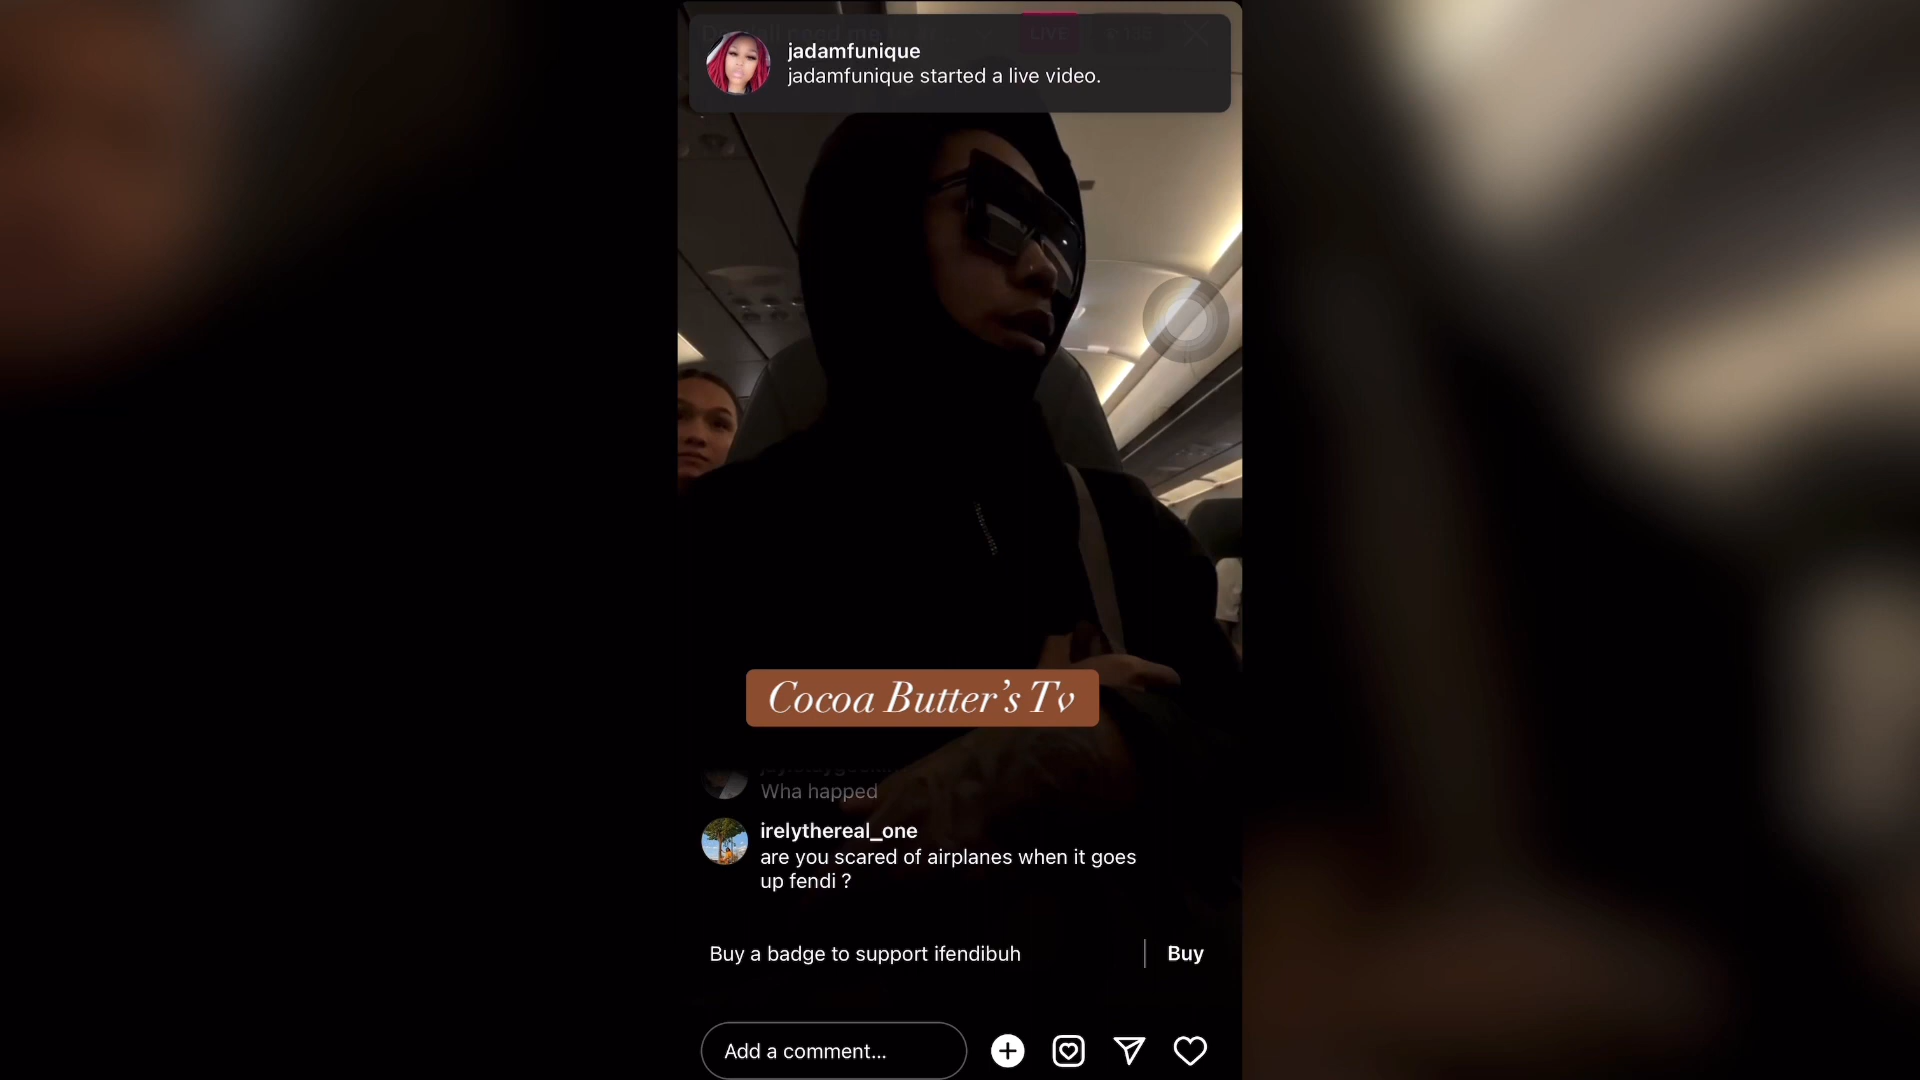 LIVE
jadamfunique
jadamfunique started a live video.
Cocoa Butter's Tv
Wha happed
irelythereal_one
are you scared of airplanes when it goes
up fendi ?
Buy a badge to support ifendibuh
Buy
Add a comment...